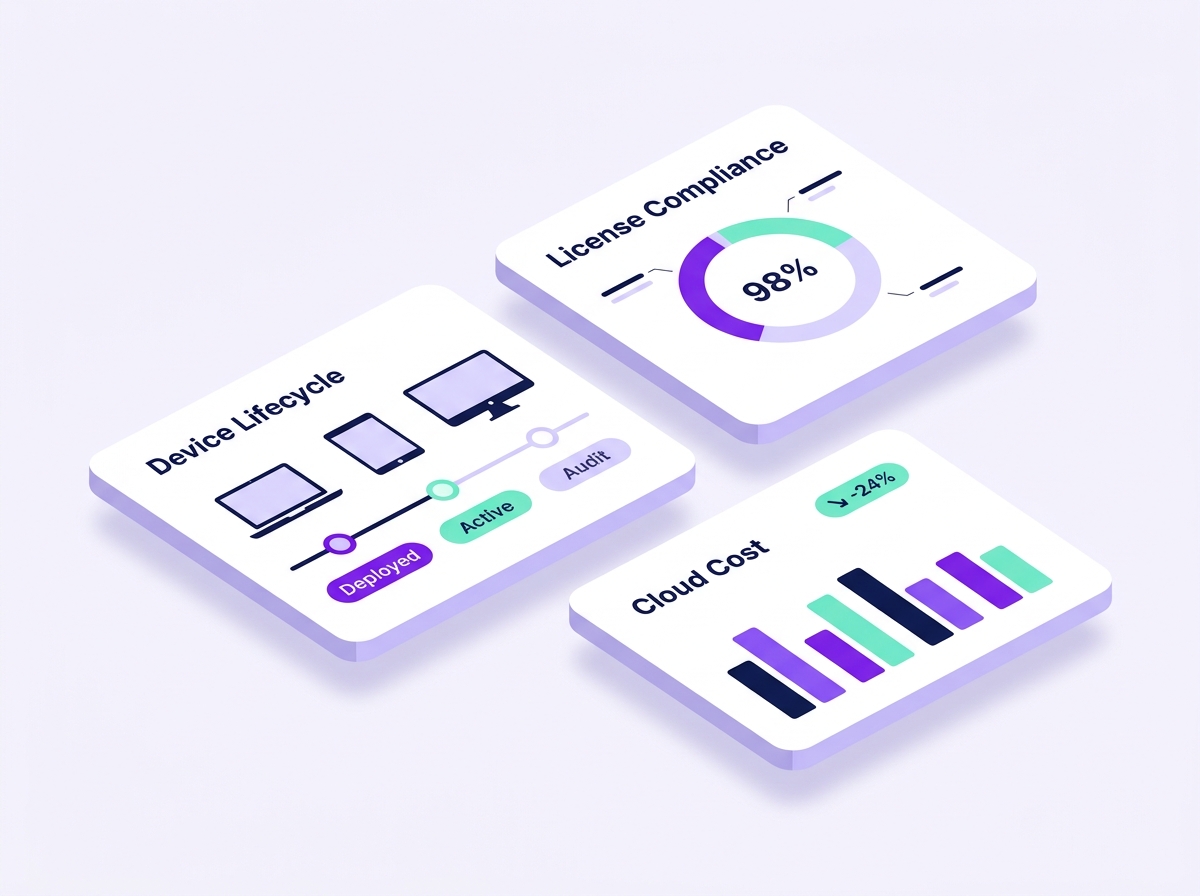 License Compliance
98%
Device Lifecycle
Deployed
Active
Audit
Cloud Cost
-24%